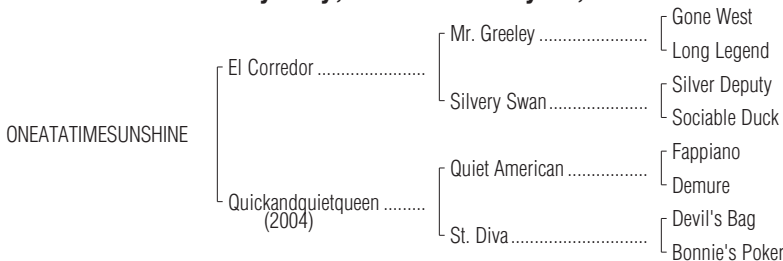 Gone West
Mr. Greeley ........................
Long Legend
El Corredor ........................
Silver Deputy
Silvery Swan ......................
Sociable Duck
ONEATATIMESUNSHINE
Fappiano
Quiet American ..................
Demure
Quickandquietqueen .........
(2004)
Devil's Bag
St. Diva ..............................
Bonnie's Poker